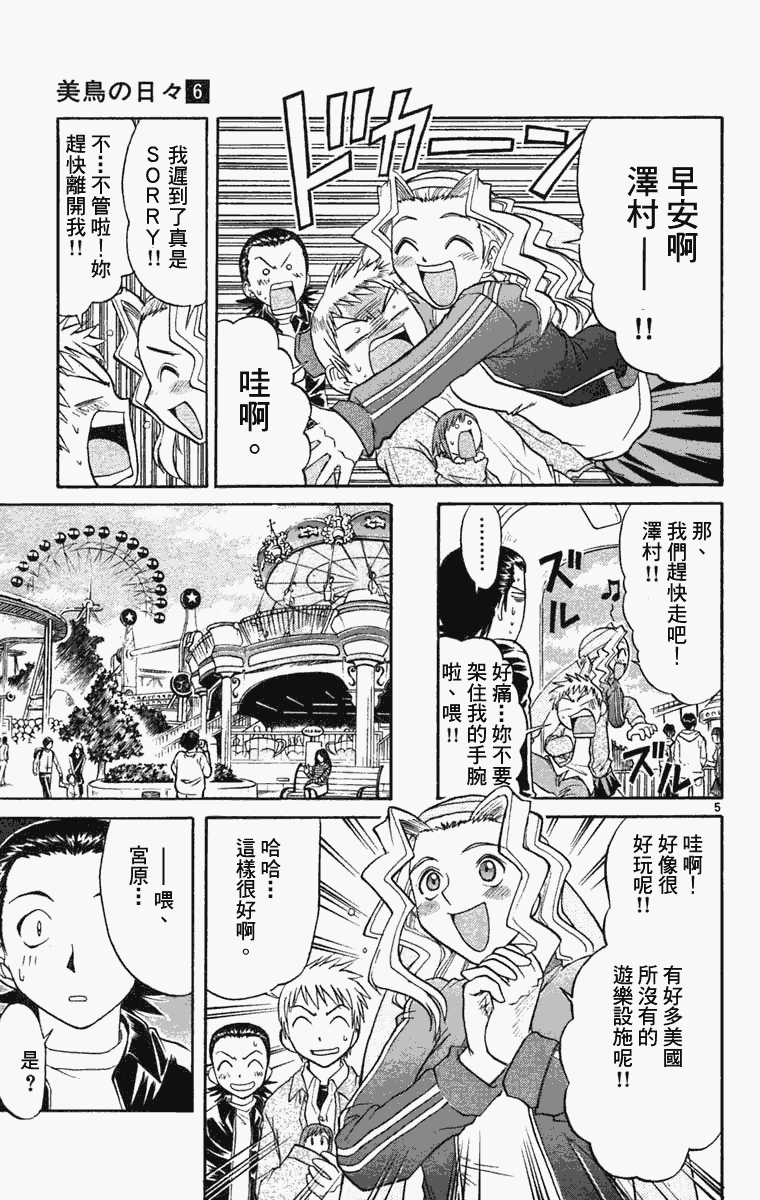 美鳥の日々6
ドカーン
早安啊
澤村——!!
哇啊。
我遲到了真是
SORRY!!
不…不管啦！妳
趕快離開我!!
那、
我們趕快走吧！
澤村!!
………
ズル
ズル
好痛…妳不要
架住我的手腕
啦、喂!!
5
哇啊！
好像很
好玩呢!!
有好多美國
所沒有的
遊樂設施呢!!
哈哈…
這樣很好啊。
——喂、
宮原…
是？